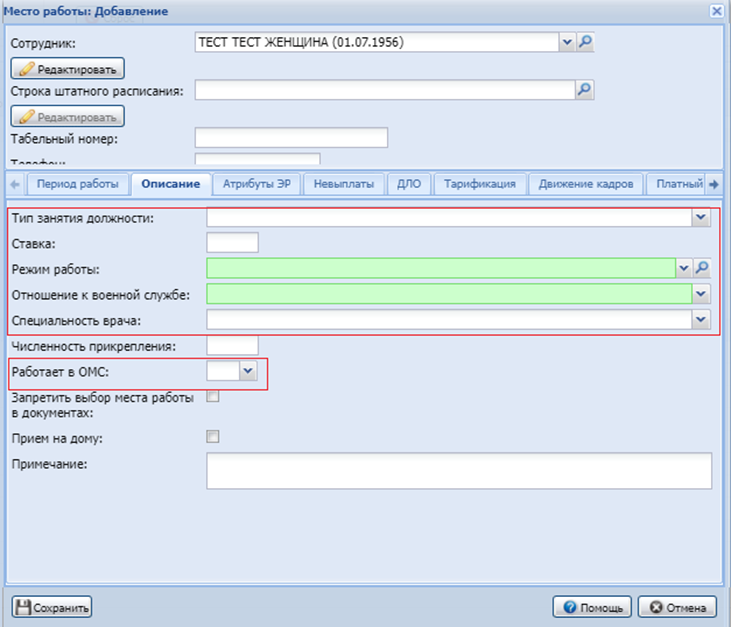 Место работы: Добавление
Сотрудник: ТЕСТ ТЕСТ ЖЕНЩИНА (01.07.1956)
Редактировать
Строка штатного расписания:
Редактировать
Табельный номер:
Телефон:
Период работы Описание Атрибуты ЭР Невыплаты ДЛО Тарификация Движение кадров Платный
Тип занятия должности:
Ставка:
Режим работы:
Отношение к военной службе:
Специальность врача:
Численность прикрепления:
Работает в ОМС:
Запретить выбор места работы
в документах:
Прием на дому:
Примечание:
Сохранить Помощь Отмена